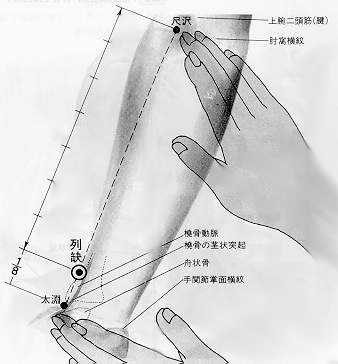 尺沢
上腕二頭筋(腱)
肘窩横紋
橈骨動脈
列缺
橈骨の茎状突起
舟状骨
1/8
太淵
手関節掌面横紋